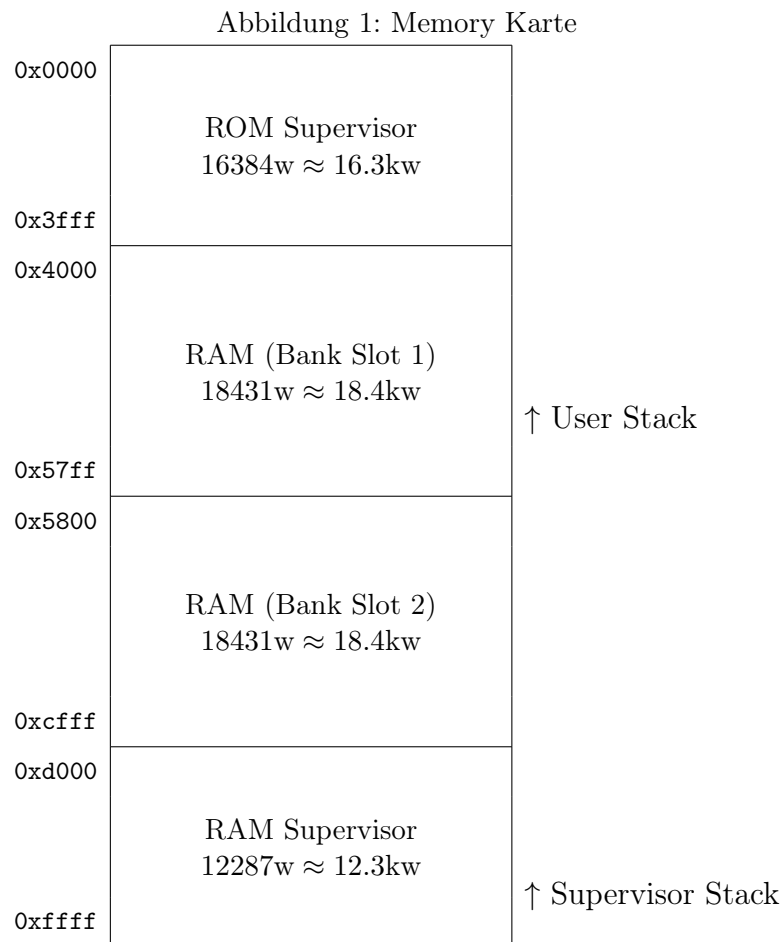 Abbildung 1: Memory Karte
0x0000
ROM Supervisor
16384w ≈ 16.3kw
0x3fff
0x4000
RAM (Bank Slot 1)
18431w ≈ 18.4kw
↑ User Stack
0x57ff
0x5800
RAM (Bank Slot 2)
18431w ≈ 18.4kw
0xcfff
0xd000
RAM Supervisor
12287w ≈ 12.3kw
↑ Supervisor Stack
0xffff